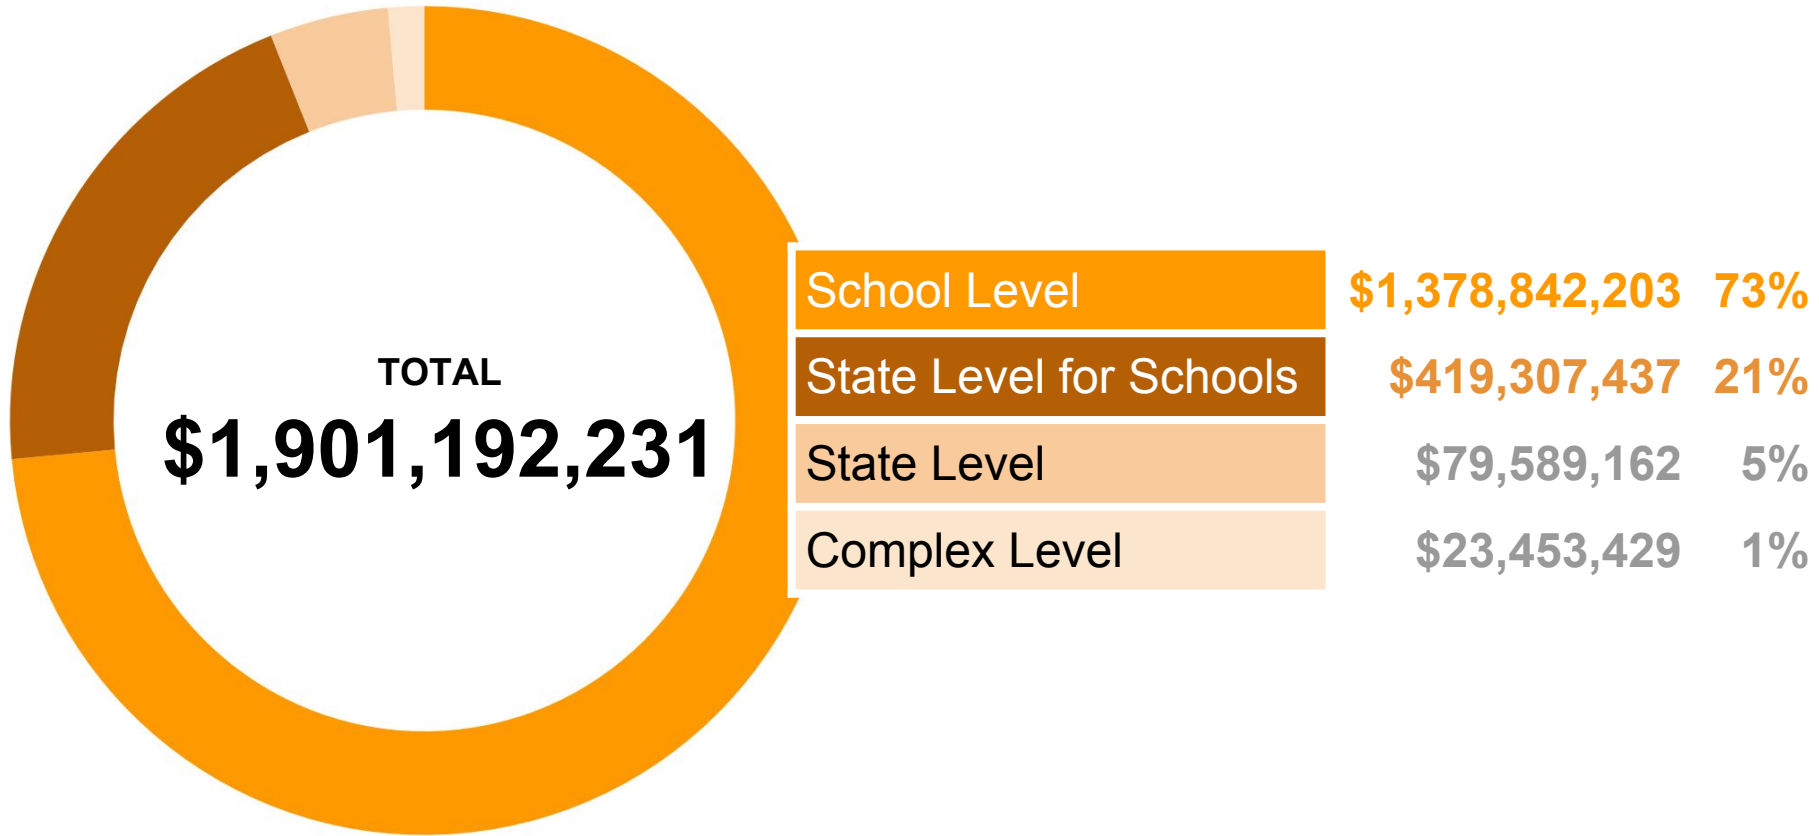 TOTAL
$1,901,192,231
School Level $1,378,842,203 73%
State Level for Schools $419,307,437 21%
State Level $79,589,162 5%
Complex Level $23,453,429 1%